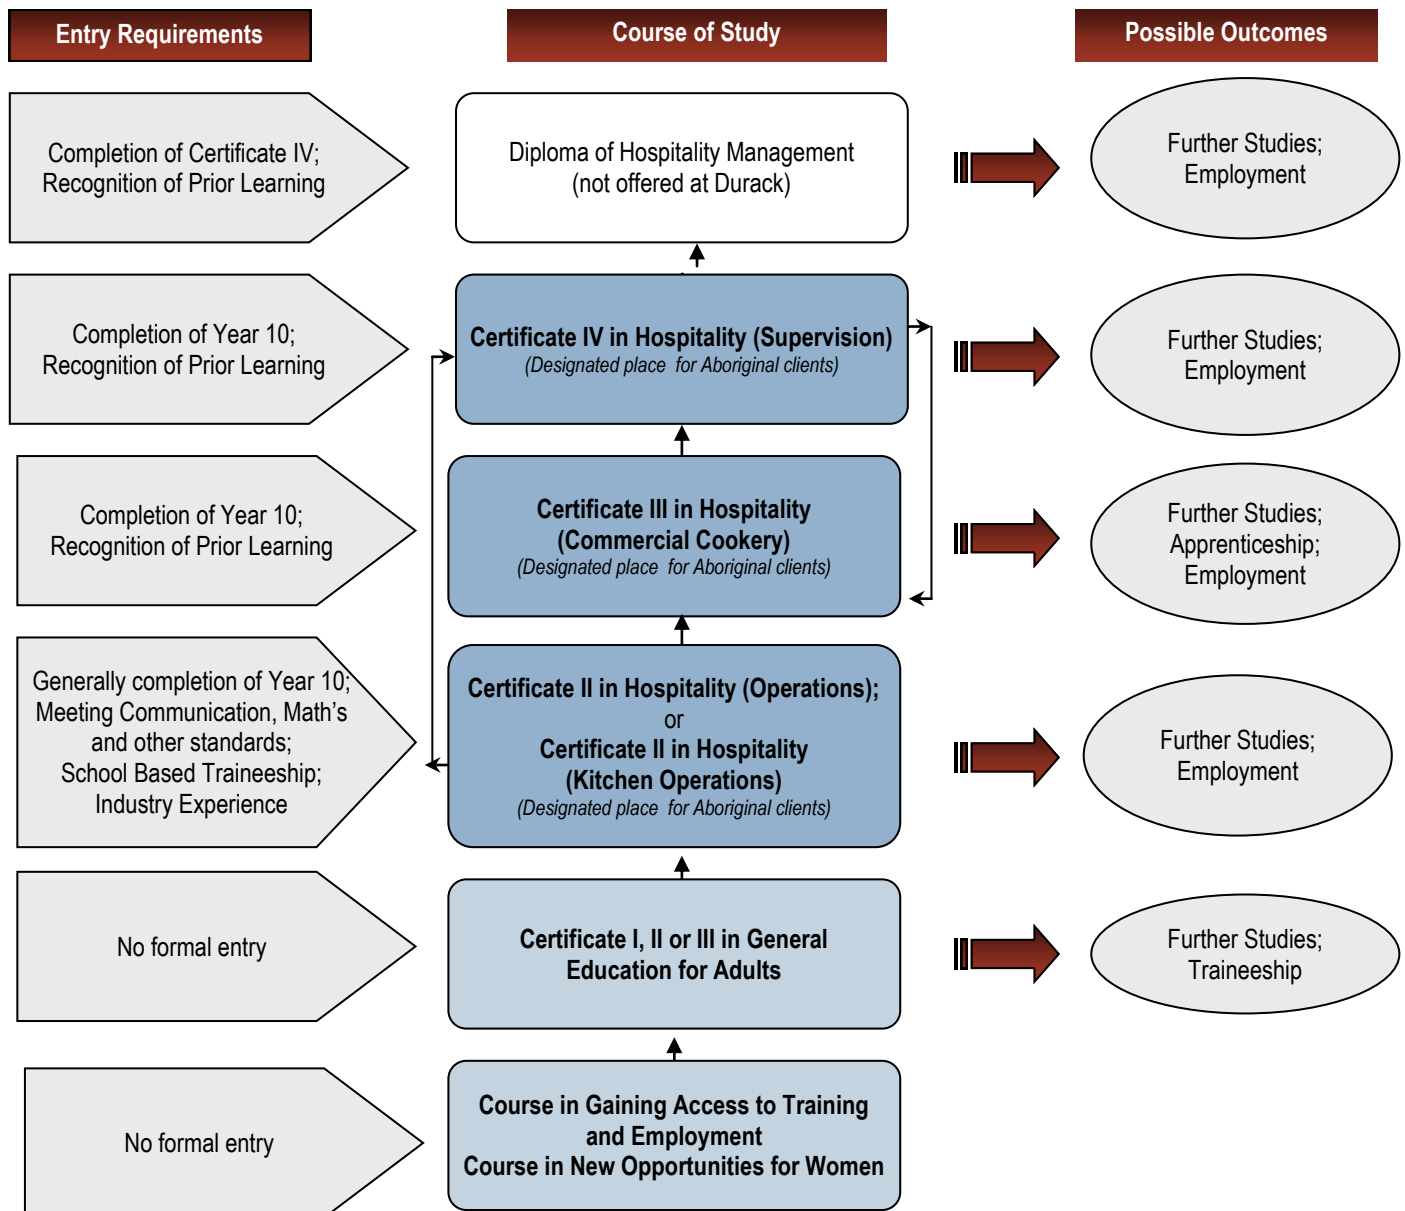 Entry Requirements
Course of Study
Possible Outcomes
Completion of Certificate IV;
Recognition of Prior Learning
Diploma of Hospitality Management
(not offered at Durack)
Further Studies;
Employment
Completion of Year 10;
Recognition of Prior Learning
Certificate IV in Hospitality (Supervision)
(Designated place  for Aboriginal clients)
Further Studies;
Employment
Completion of Year 10;
Recognition of Prior Learning
Certificate III in Hospitality
(Commercial Cookery)
(Designated place  for Aboriginal clients)
Further Studies;
Apprenticeship;
Employment
Generally completion of Year 10;
Meeting Communication, Math’s
and other standards;
School Based Traineeship;
Industry Experience
Certificate II in Hospitality (Operations);
or
Certificate II in Hospitality
(Kitchen Operations)
(Designated place  for Aboriginal clients)
Further Studies;
Employment
No formal entry
Certificate I, II or III in General
Education for Adults
Further Studies;
Traineeship
No formal entry
Course in Gaining Access to Training
and Employment
Course in New Opportunities for Women